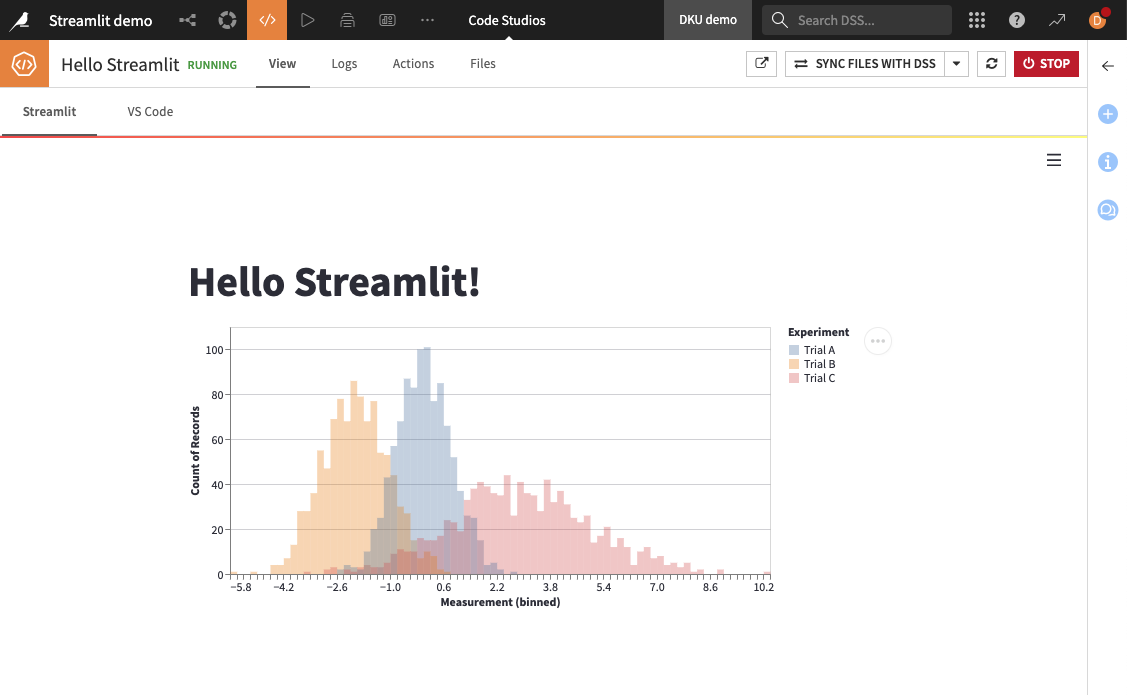 Streamlit demo
Code Studios
DKU demo
Search DSS...
?
D
Hello Streamlit RUNNING
View
Logs
Actions
Files
SYNC FILES WITH DSS
STOP
Streamlit
VS Code
Hello Streamlit!
Experiment
Trial A
Trial B
Trial C
Count of Records
100
80
60
40
20
0
−5.8 −4.2 −2.6 −1.0 0.6 2.2 3.8 5.4 7.0 8.6 10.2
Measurement (binned)